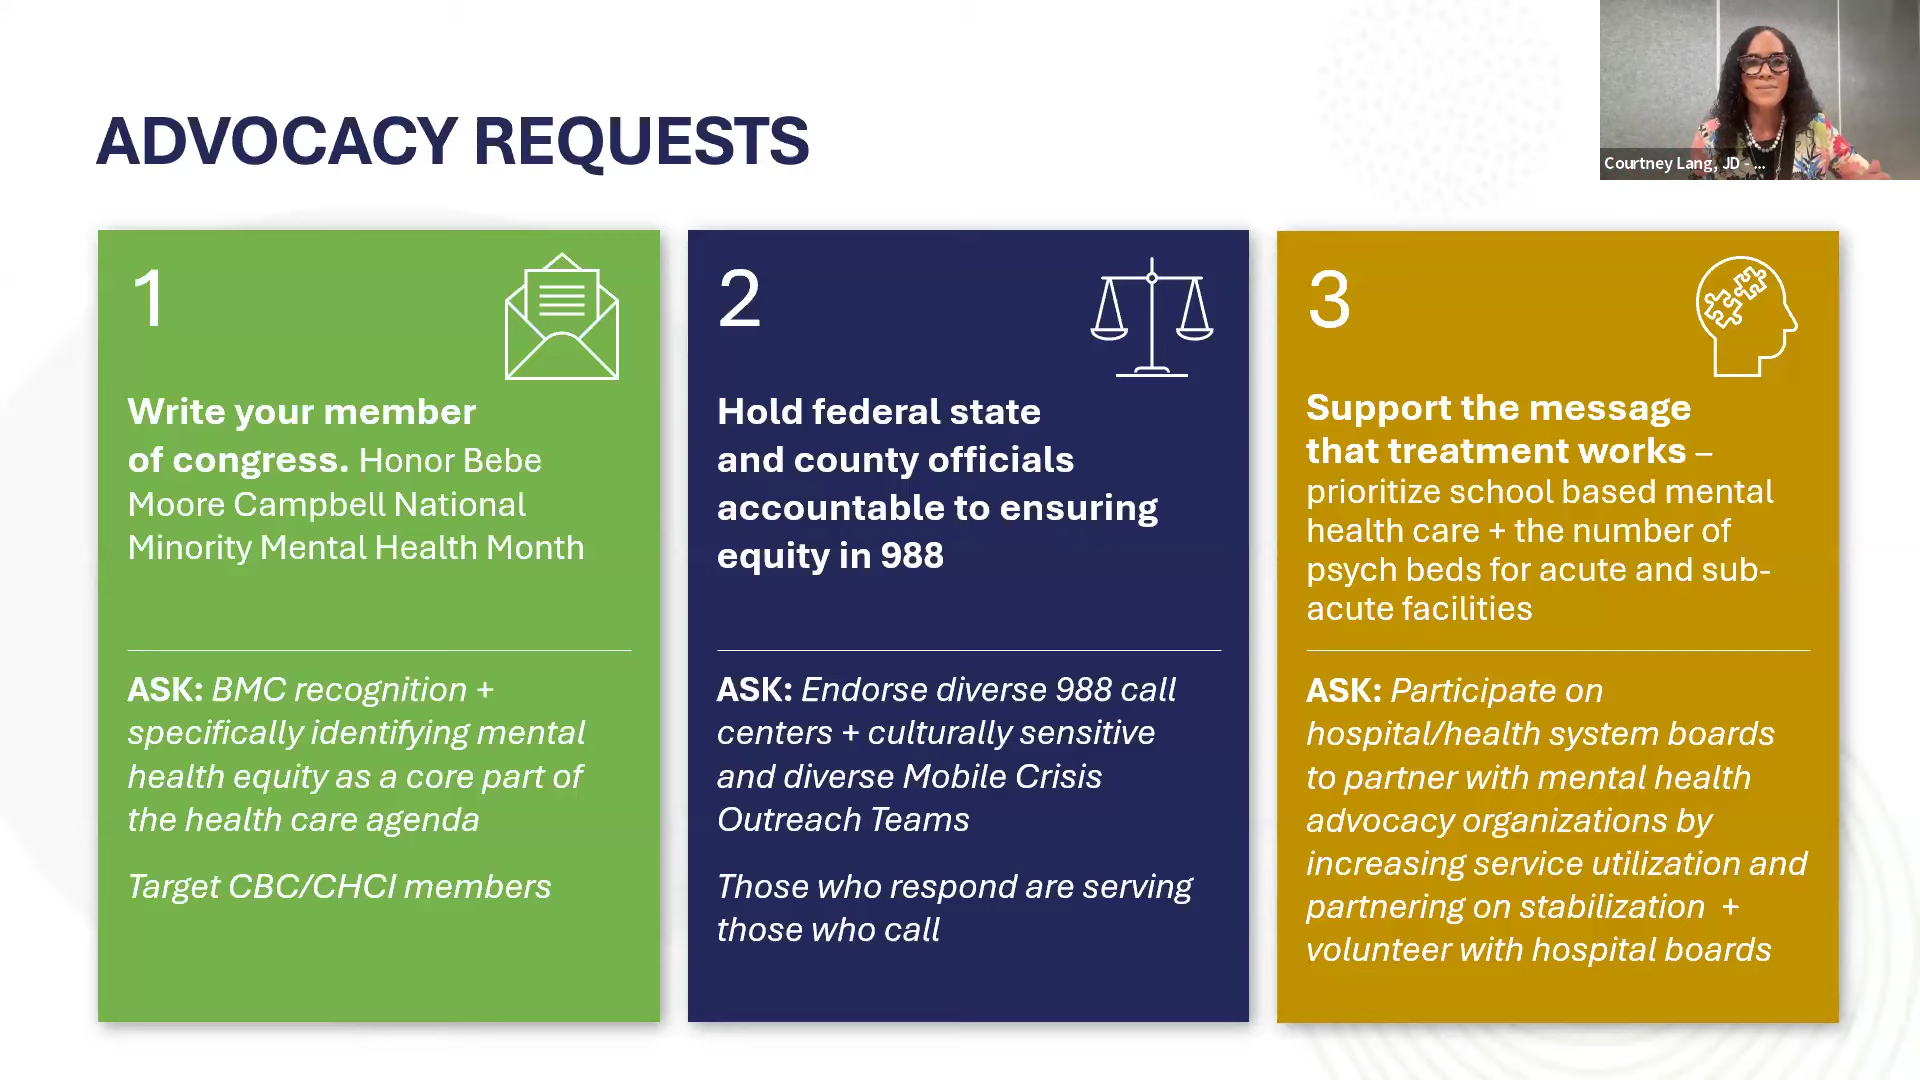 ADVOCACY REQUESTS
Courtney Lang, JD - ...
1
Write your member
of congress. Honor Bebe
Moore Campbell National
Minority Mental Health Month
ASK: BMC recognition +
specifically identifying mental
health equity as a core part of
the health care agenda
Target CBC/CHCI members
2
Hold federal state
and county officials
accountable to ensuring
equity in 988
ASK: Endorse diverse 988 call
centers + culturally sensitive
and diverse Mobile Crisis
Outreach Teams
Those who respond are serving
those who call
3
Support the message
that treatment works –
prioritize school based mental
health care + the number of
psych beds for acute and sub-
acute facilities
ASK: Participate on
hospital/health system boards
to partner with mental health
advocacy organizations by
increasing service utilization and
partnering on stabilization +
volunteer with hospital boards